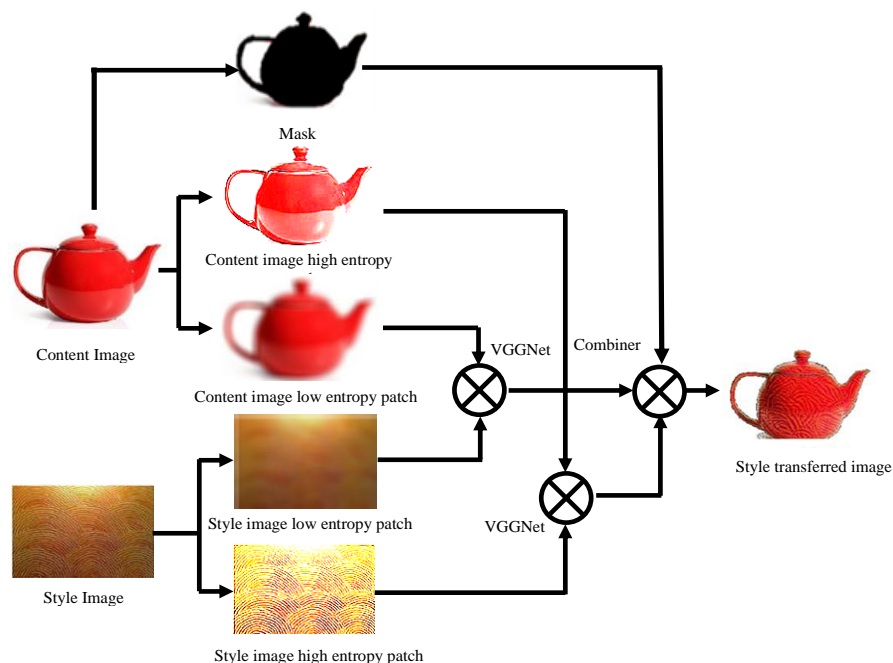 Mask
Content image high entropy
Content Image
VGGNet
Combiner
Content image low entropy patch
Style transferred image
Style image low entropy patch
VGGNet
Style Image
Style image high entropy patch